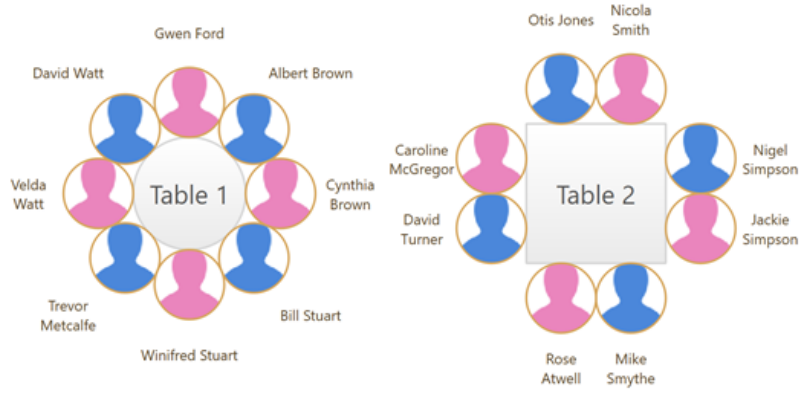 Gwen Ford
David Watt
Albert Brown
Velda
Watt
Table 1
Cynthia
Brown
Trevor
Metcalfe
Bill Stuart
Winifred Stuart
Otis Jones
Nicola
Smith
Caroline
McGregor
Nigel
Simpson
Table 2
David
Turner
Jackie
Simpson
Rose
Atwell
Mike
Smythe